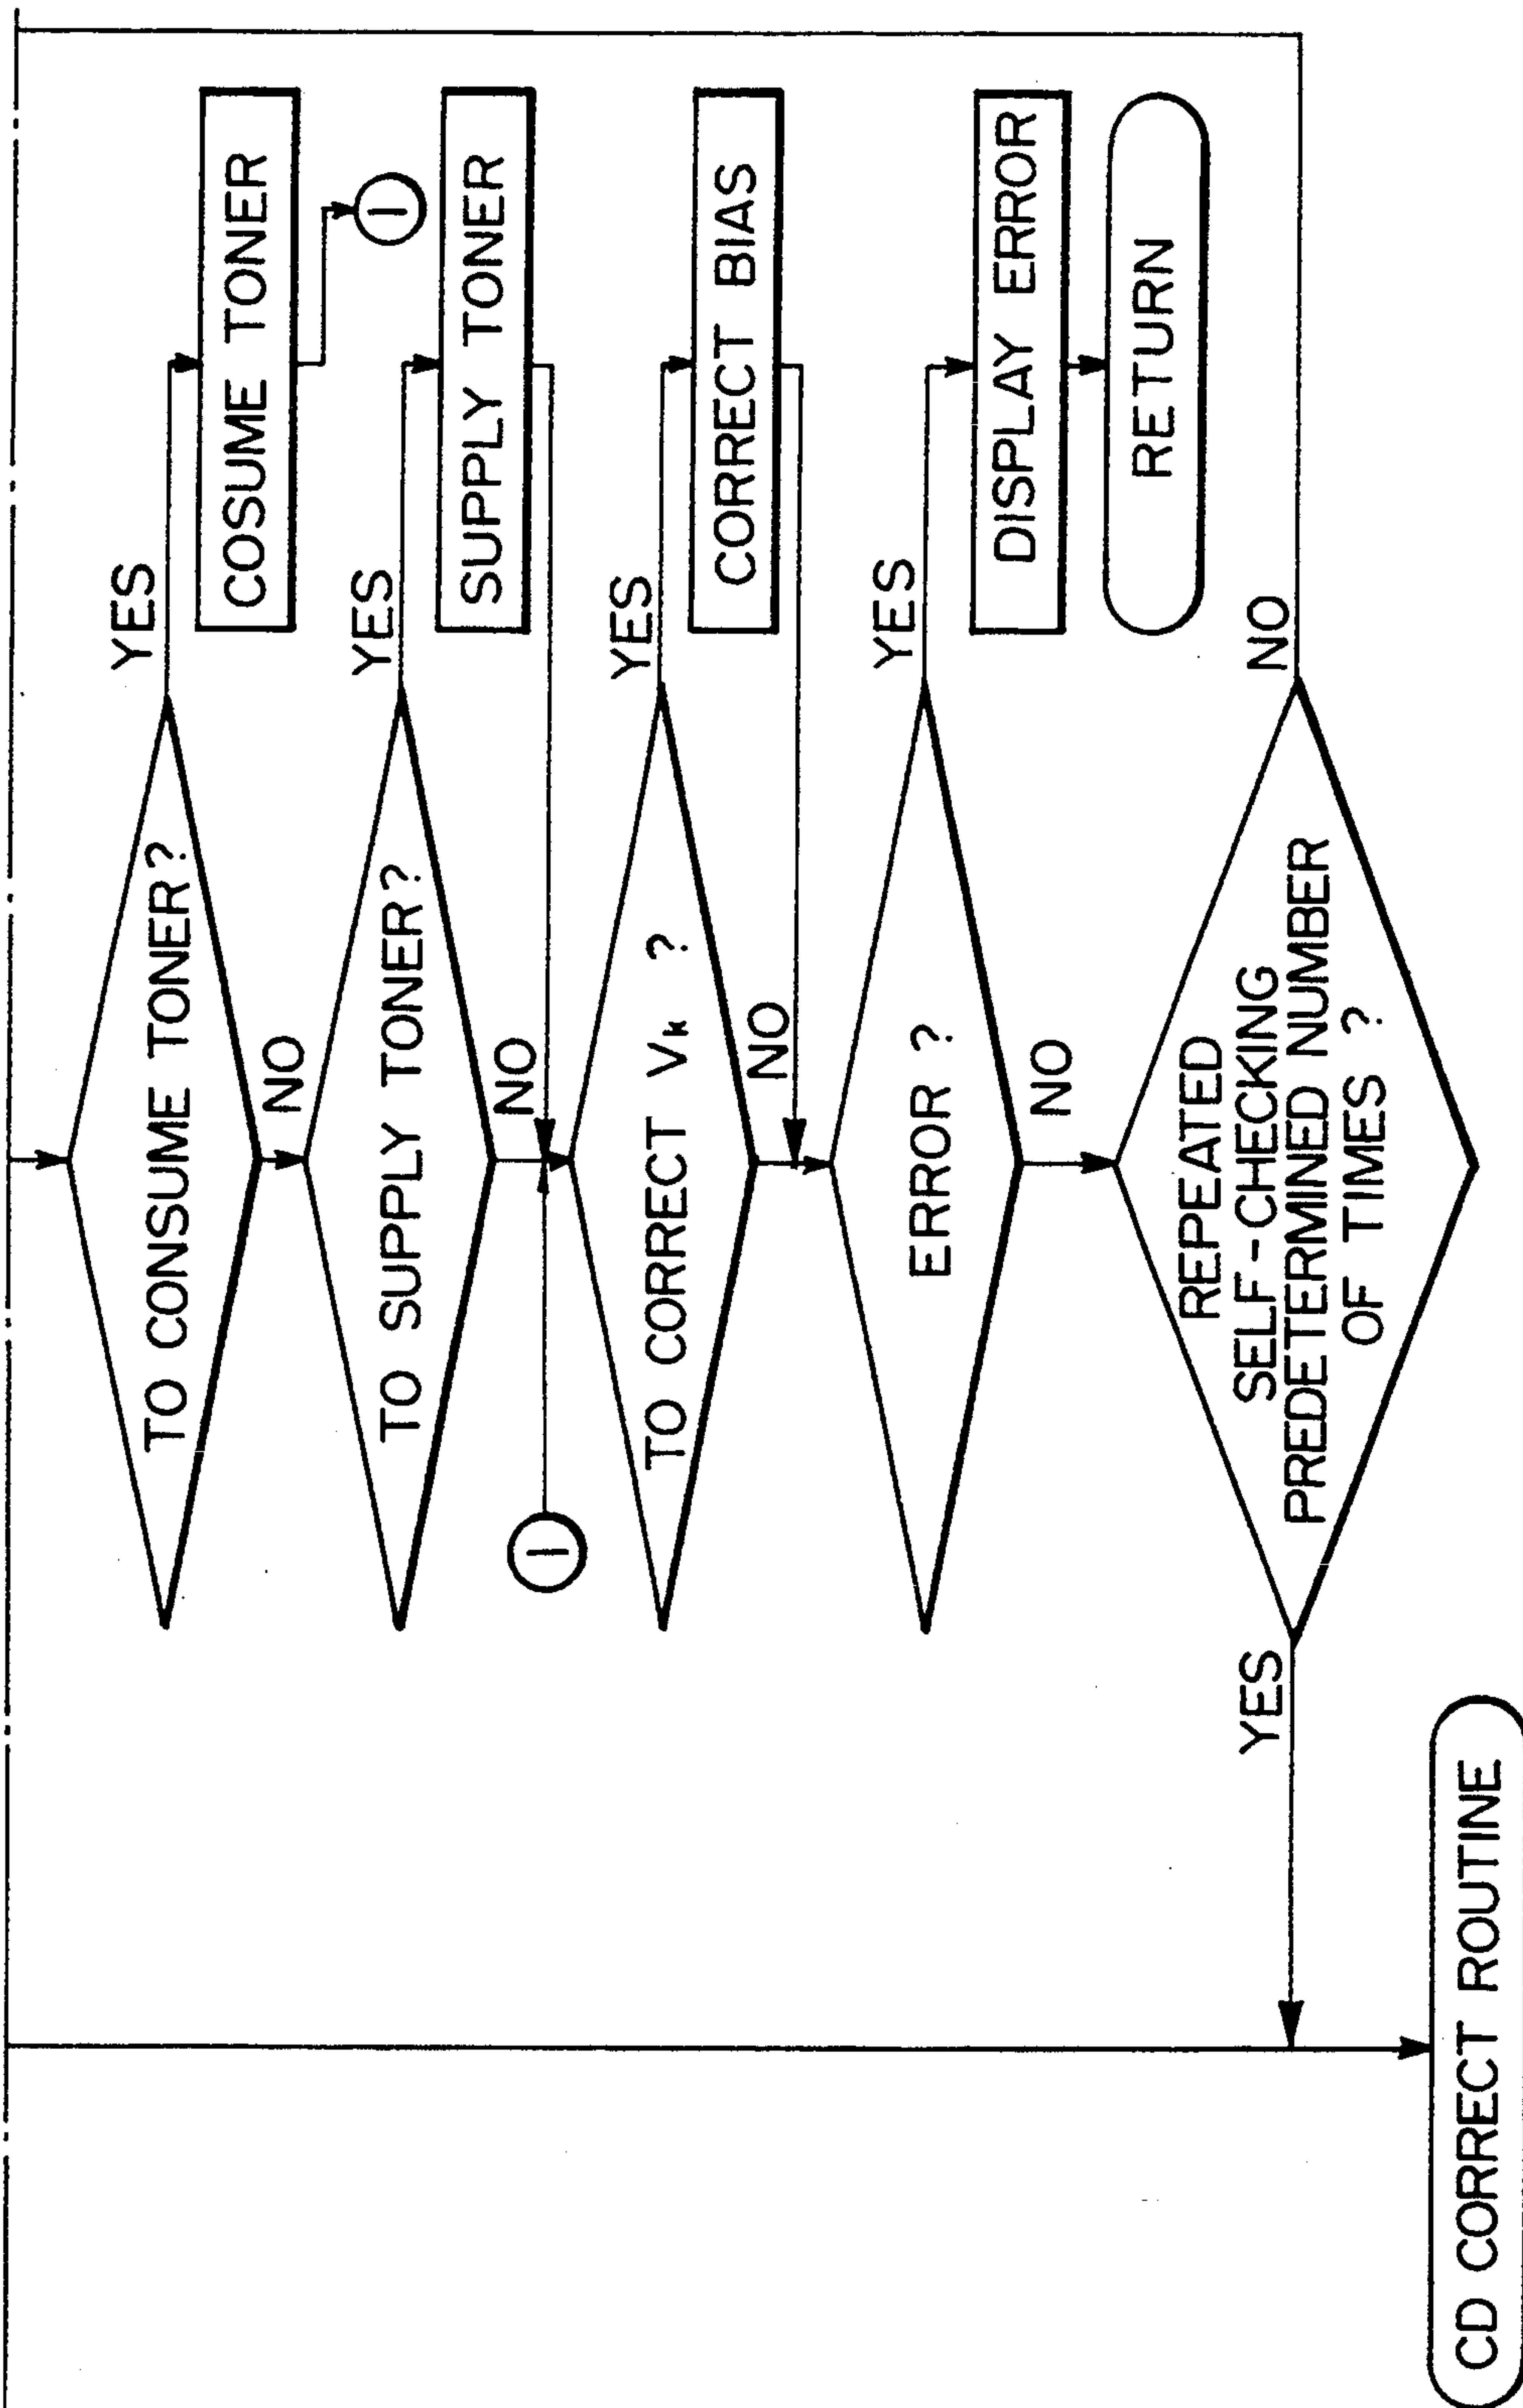 TO CONSUME TONER?
YES
COSUME TONER
1
NO
TO SUPPLY TONER?
YES
SUPPLY TONER
NO
1
TO CORRECT VK ?
YES
CORRECT BIAS
NO
ERROR ?
YES
DISPLAY ERROR
RETURN
NO
REPEATED
SELF-CHECKING
PREDETERMINED NUMBER
OF TIMES ?
NO
YES
CD CORRECT ROUTINE